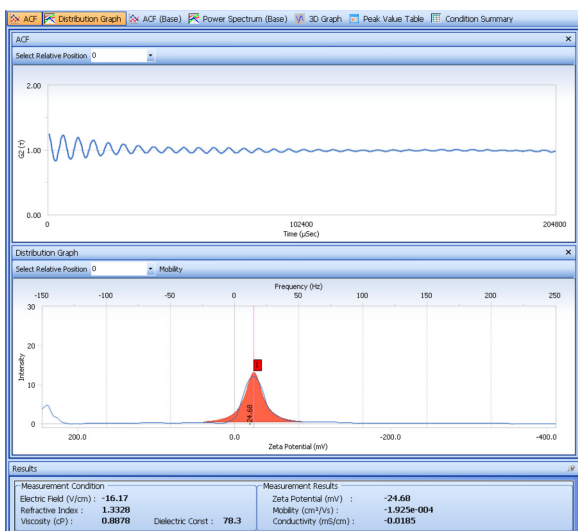 ACF Distribution Graph ACF (Base) Power Spectrum (Base) 3D Graph Peak Value Table Condition Summary
ACF
Select Relative Position 0
2.00
G2 (τ)
1.00
0.00
0 102400 204800
Time (µSec)
Distribution Graph
Select Relative Position 0 Mobility
Frequency (Hz)
-150 -100 -50 0 50 100 150 200 250
30
20
Intensity
10
0
-24.68
200.0 0.0 -200.0 -400.0
Zeta Potential (mV)
Results
Measurement Condition
Electric Field (V/cm) : -16.17
Refractive Index : 1.3328
Viscosity (cP) : 0.8878 Dielectric Const : 78.3
Measurement Results
Zeta Potential (mV) : -24.68
Mobility (cm²/Vs) : -1.925e-004
Conductivity (mS/cm) : -0.0185